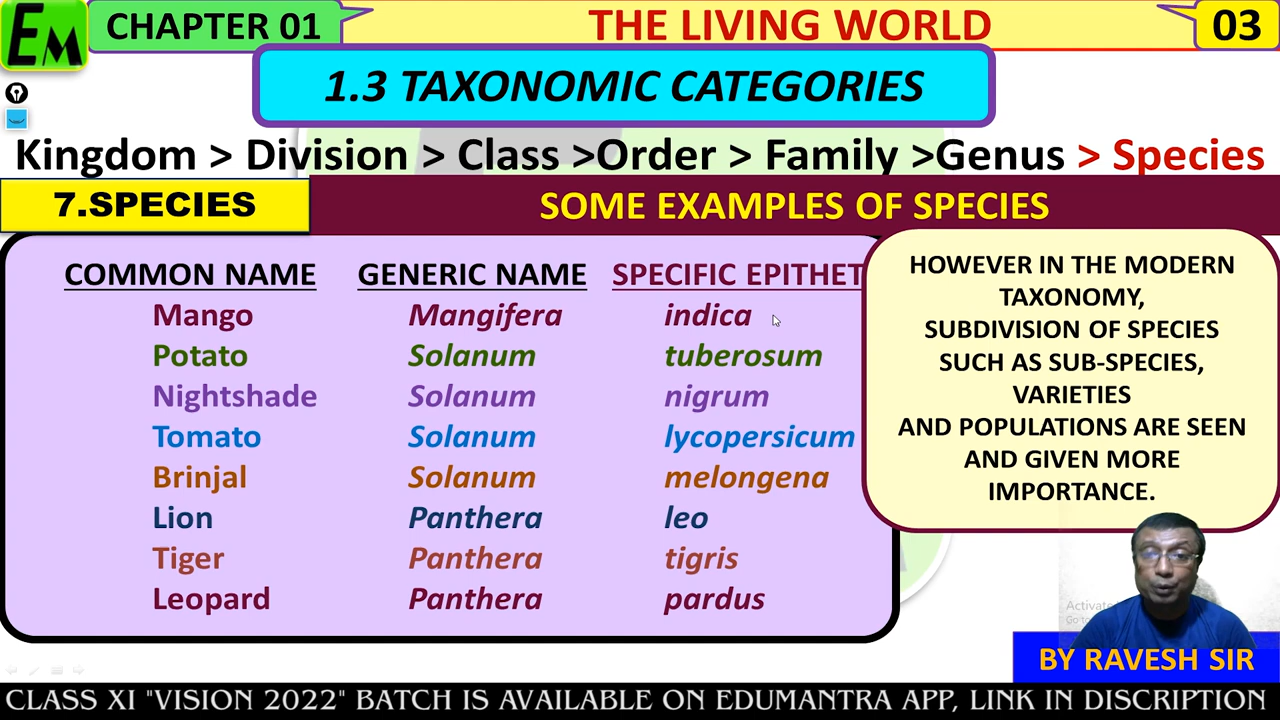 EM CHAPTER 01 THE LIVING WORLD 03
1.3 TAXONOMIC CATEGORIES
Kingdom > Division > Class >Order > Family >Genus > Species
7.SPECIES SOME EXAMPLES OF SPECIES
COMMON NAME GENERIC NAME SPECIFIC EPITHET
Mango Mangifera indica
Potato Solanum tuberosum
Nightshade Solanum nigrum
Tomato Solanum lycopersicum
Brinjal Solanum melongena
Lion Panthera leo
Tiger Panthera tigris
Leopard Panthera pardus
HOWEVER IN THE MODERN
TAXONOMY,
SUBDIVISION OF SPECIES
SUCH AS SUB-SPECIES,
VARIETIES
AND POPULATIONS ARE SEEN
AND GIVEN MORE
IMPORTANCE.
Activate
BY RAVESH SIR
CLASS XI "VISION 2022" BATCH IS AVAILABLE ON EDUMANTRA APP, LINK IN DISCRIPTION